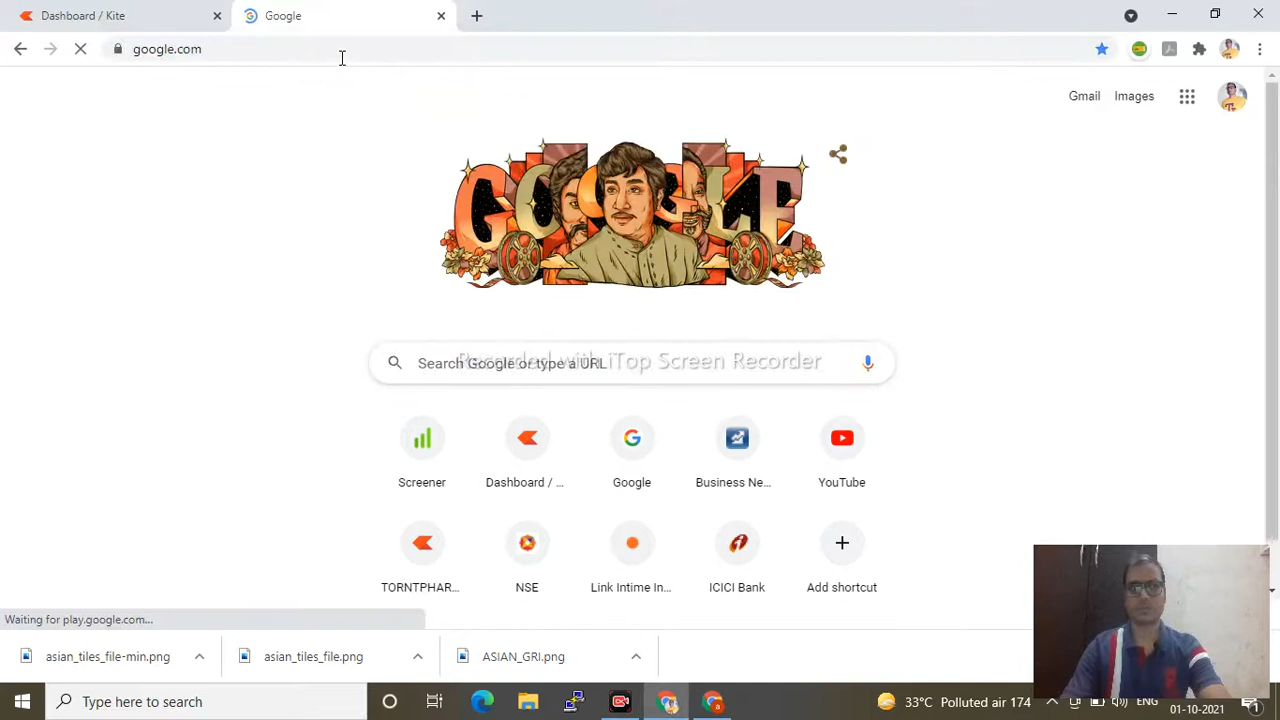 Dashboard / Kite
Google
google.com
Gmail
Images
GOOGLE
Search Google or type a URL
Recorded with iTop Screen Recorder
Screener
Dashboard / ...
Google
Business Ne...
YouTube
TORNTPHAR...
NSE
Link Intime In...
ICICI Bank
Add shortcut
Waiting for play.google.com...
asian_tiles_file-min.png
asian_tiles_file.png
ASIAN_GRI.png
Type here to search
33°C Polluted air 174
ENG
01-10-2021
1